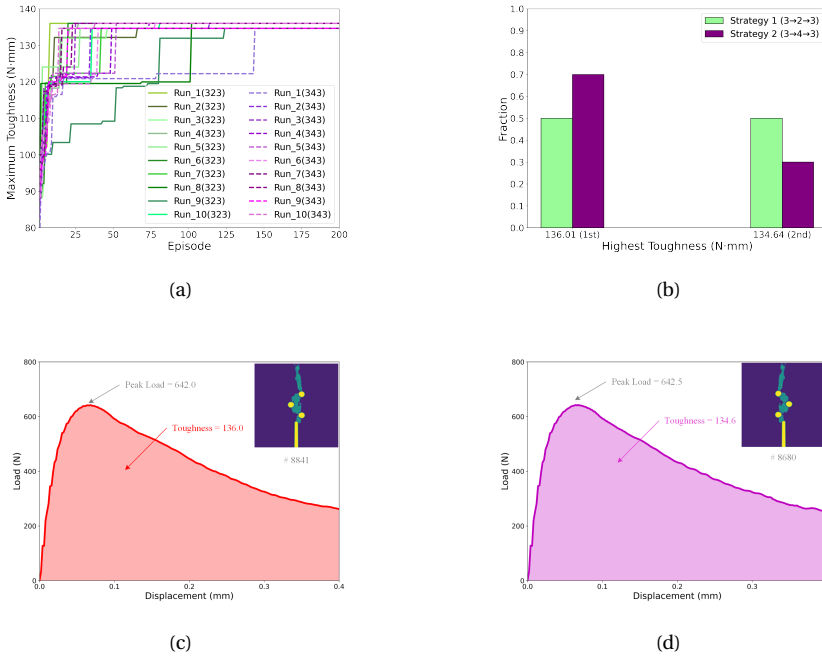 140
130
120
110
100
90
80
Maximum Toughness (N·mm)
Run_1(323) Run_1(343)
Run_2(323) Run_2(343)
Run_3(323) Run_3(343)
Run_4(323) Run_4(343)
Run_5(323) Run_5(343)
Run_6(323) Run_6(343)
Run_7(323) Run_7(343)
Run_8(323) Run_8(343)
Run_9(323) Run_9(343)
Run_10(323) Run_10(343)
25 50 75 100 125 150 175 200
Episode
(a)
1.0
0.9
0.8
0.7
0.6
0.5
0.4
0.3
0.2
0.1
0.0
Fraction
Strategy 1 (3→2→3)
Strategy 2 (3→4→3)
136.01 (1st) 134.64 (2nd)
Highest Toughness (N·mm)
(b)
800
600
400
200
0
Load (N)
Peak Load = 642.0
Toughness = 136.0
# 8841
0.0 0.1 0.2 0.3 0.4
Displacement (mm)
(c)
800
600
400
200
0
Load (N)
Peak Load = 642.5
Toughness = 134.6
# 8680
0.0 0.1 0.2 0.3
Displacement (mm)
(d)